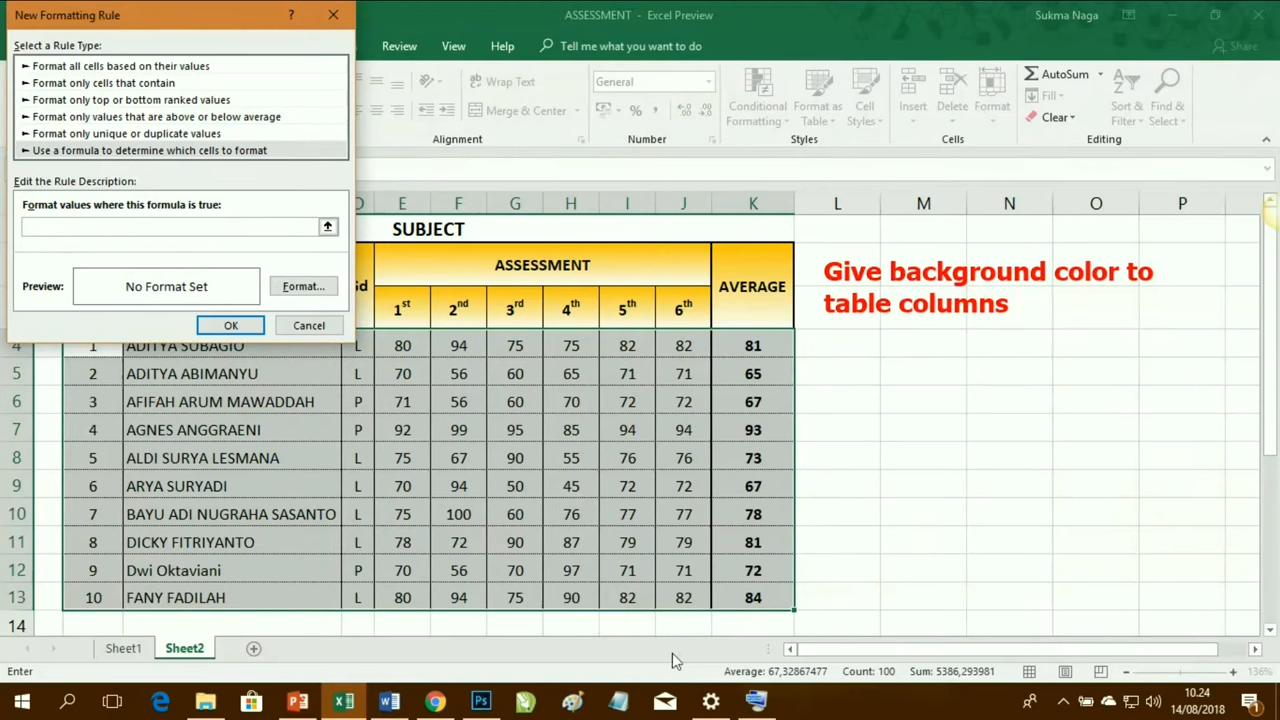 New Formatting Rule ?
ASSESSMENT - Excel Preview
Sukma Naga
Review View Help Tell me what you want to do Share
Select a Rule Type:
► Format all cells based on their values
► Format only cells that contain
► Format only top or bottom ranked values
► Format only values that are above or below average
► Format only unique or duplicate values
► Use a formula to determine which cells to format
Edit the Rule Description:
Format values where this formula is true:
Preview: No Format Set Format...
OK Cancel
Wrap Text
Merge & Center
Alignment
General
%
Number
Conditional
Formatting
Format as
Table
Cell
Styles
Styles
Insert Delete Format
Cells
AutoSum
Fill
Clear
Sort &
Filter
Find &
Select
Editing
E F G H I J K L M N O P
SUBJECT
ASSESSMENT AVERAGE
1st 2nd 3rd 4th 5th 6th
Give background color to
table columns
4 1 ADITYA SUBAGIO L 80 94 75 75 82 82 81
5 2 ADITYA ABIMANYU L 70 56 60 65 71 71 65
6 3 AFIFAH ARUM MAWADDAH P 71 56 60 70 72 72 67
7 4 AGNES ANGGRAENI P 92 99 95 85 94 94 93
8 5 ALDI SURYA LESMANA L 75 67 90 55 76 76 73
9 6 ARYA SURYADI L 70 94 50 45 72 72 67
10 7 BAYU ADI NUGRAHA SASANTO L 75 100 60 76 77 77 78
11 8 DICKY FITRIYANTO L 78 72 90 87 79 79 81
12 9 Dwi Oktaviani P 70 56 70 97 71 71 72
13 10 FANY FADILAH L 80 94 75 90 82 82 84
14
Sheet1 Sheet2
Enter Average: 67,32867477 Count: 100 Sum: 5386,293981 136%
10.24
14/08/2018